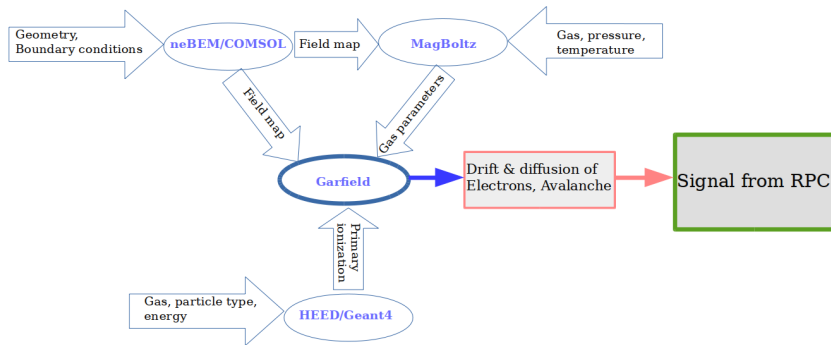 Geometry,
Boundary conditions
neBEM/COMSOL
Field map
MagBoltz
Gas, pressure,
temperature
Field map
Gas parameters
Garfield
Drift & diffusion of
Electrons, Avalanche
Signal from RPC
Primary
ionization
Gas, particle type,
energy
HEED/Geant4